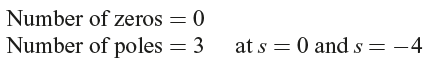 Number of zeros = 0
Number of poles = 3 at s = 0 and s = −4